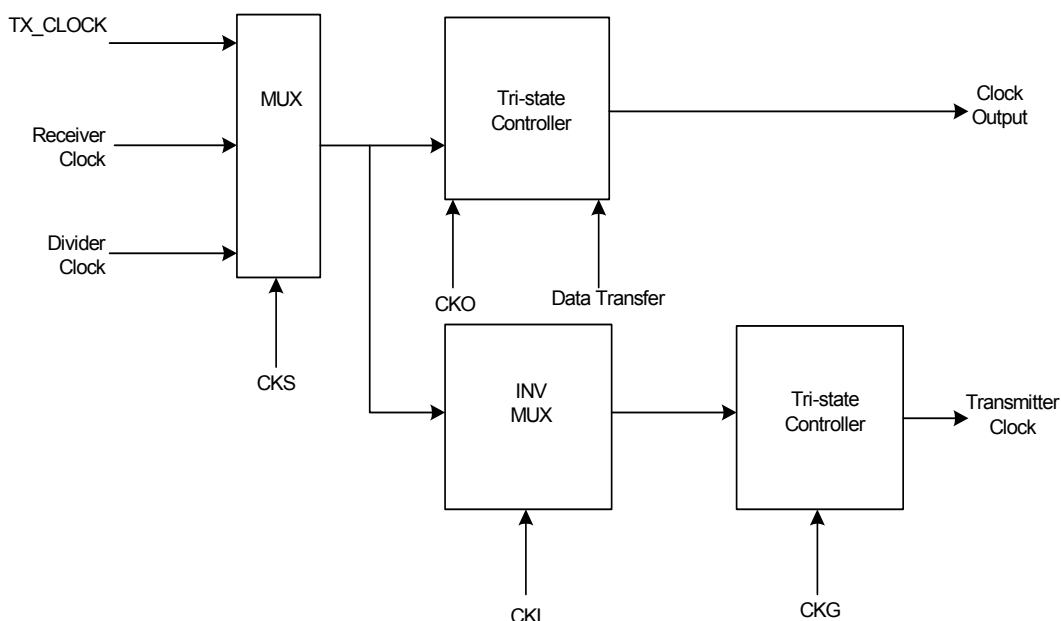 TX_CLOCK
MUX
Tri-state
Controller
Clock
Output
Receiver
Clock
Divider
Clock
CKO
Data Transfer
CKS
INV
MUX
Tri-state
Controller
Transmitter
Clock
CKG